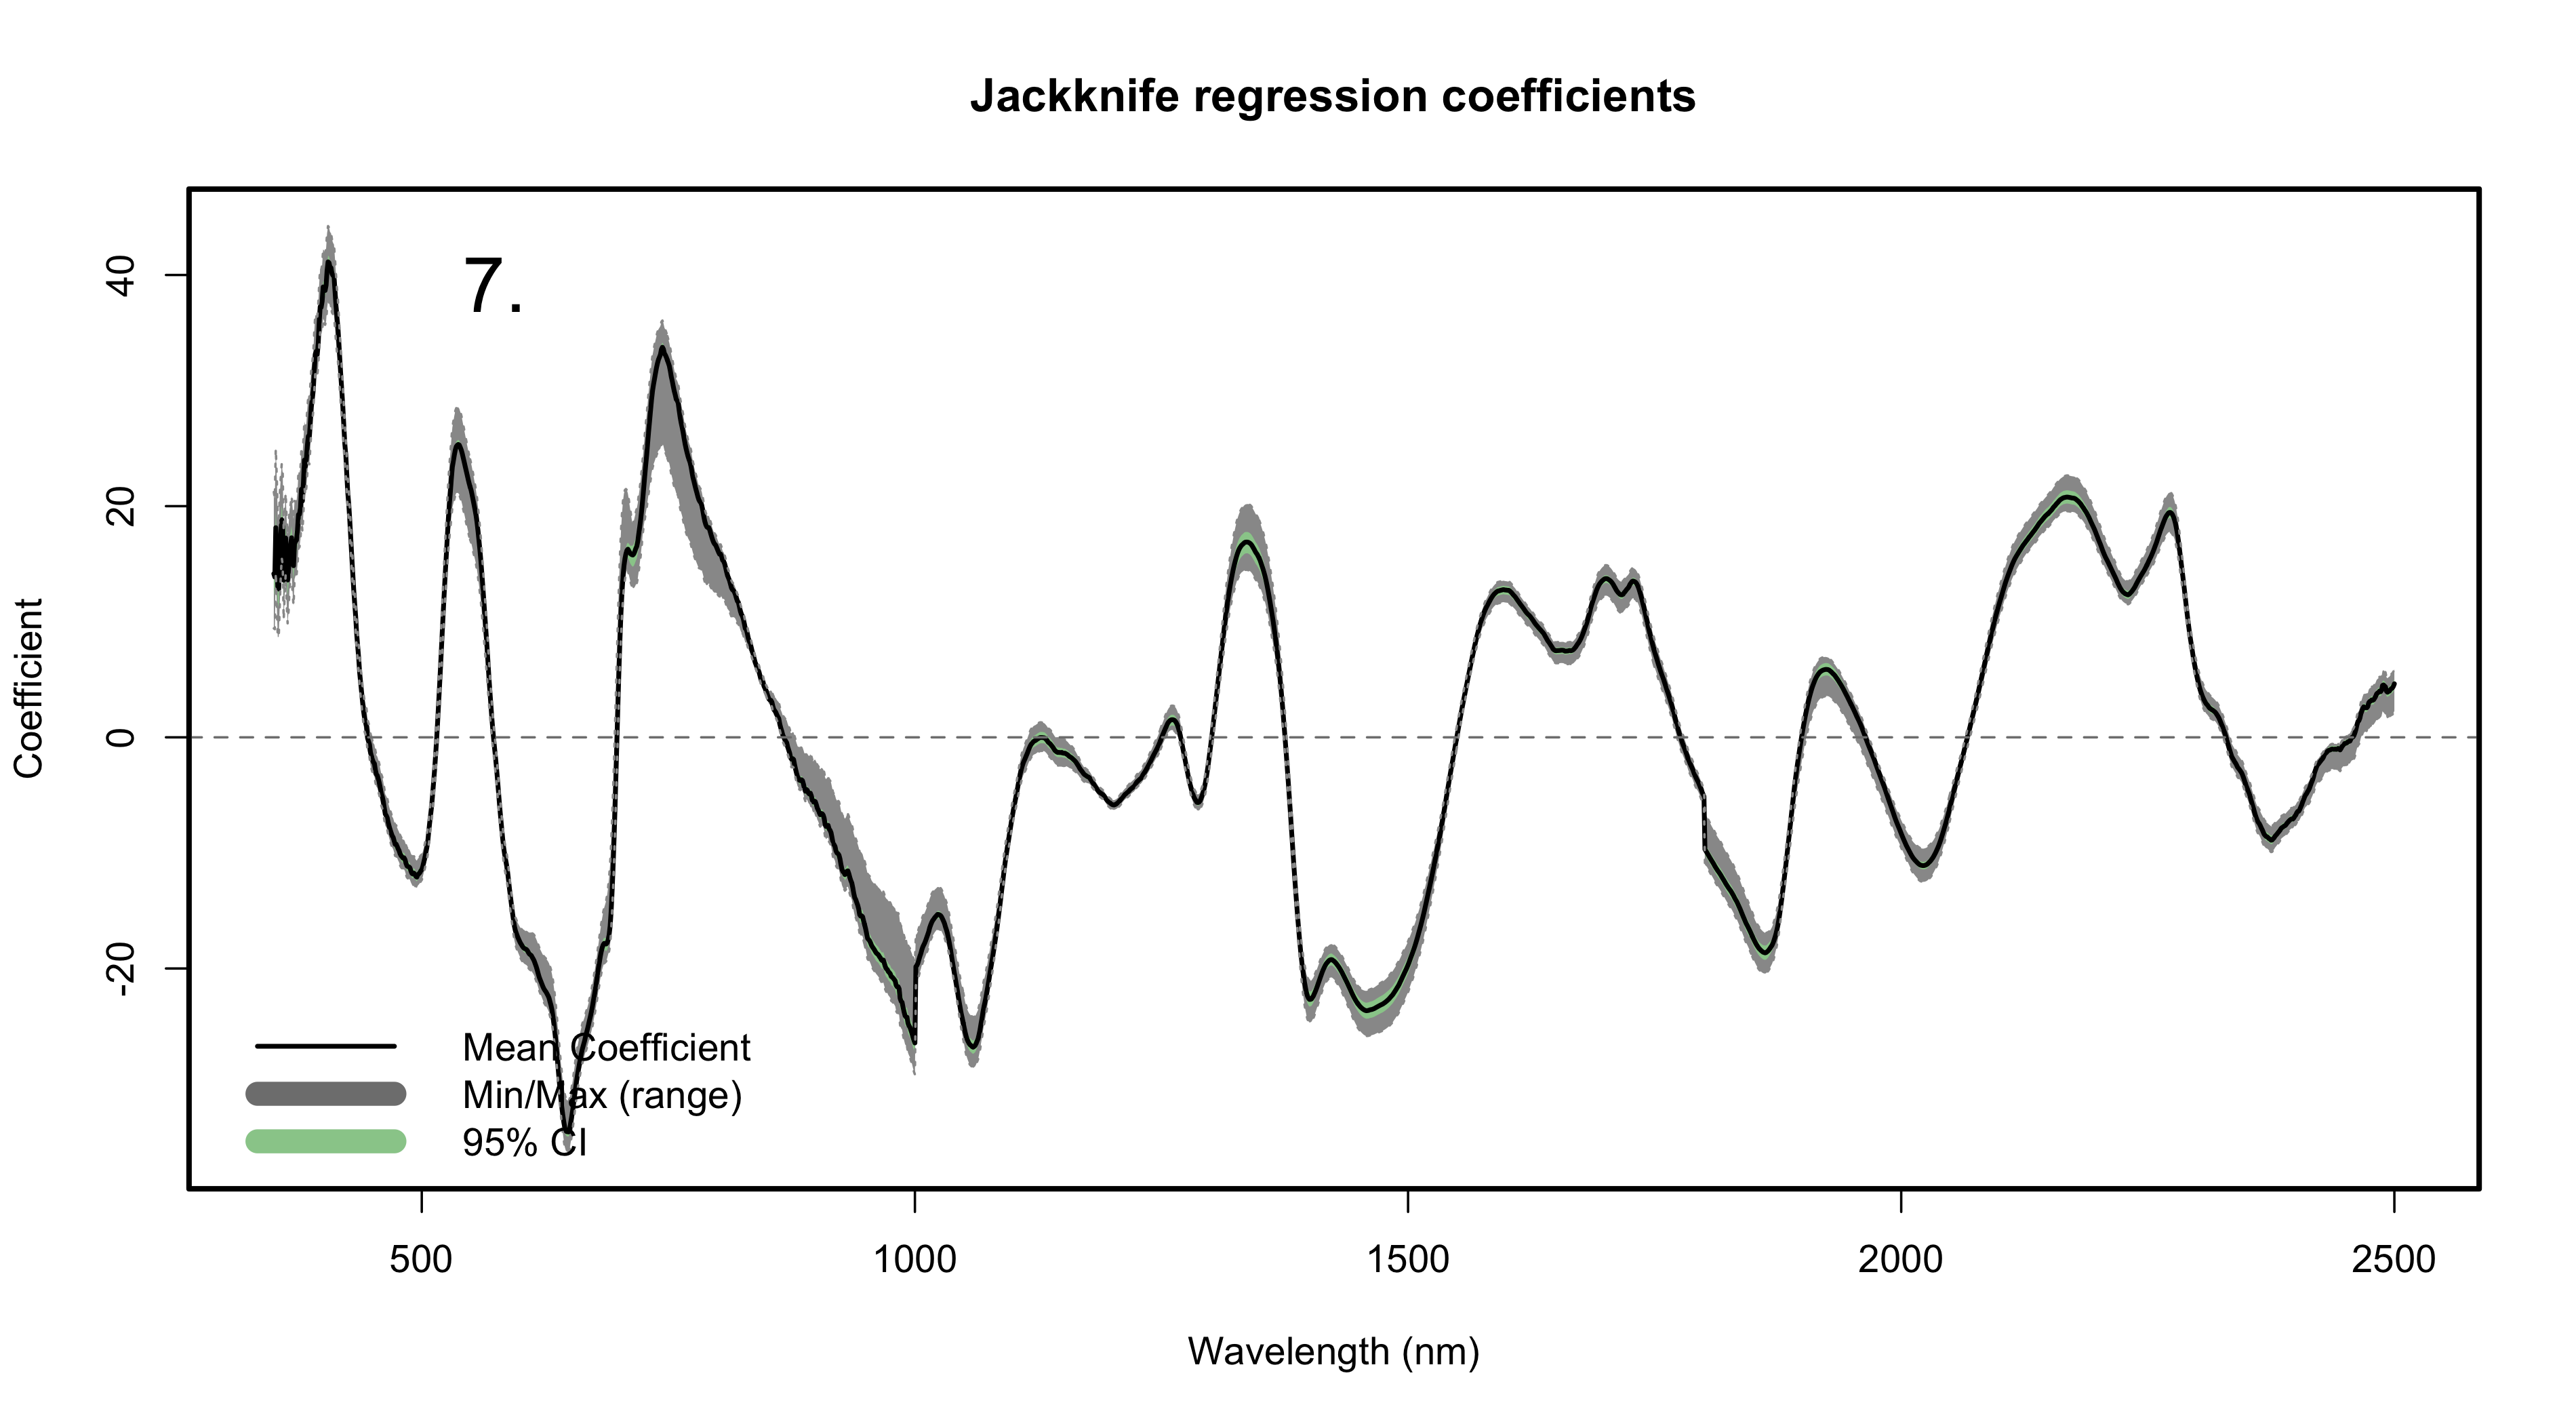 Jackknife regression coefficients
7.
Coefficient
40
20
0
-20
Mean Coefficient
Min/Max (range)
95% CI
500 1000 1500 2000 2500
Wavelength (nm)